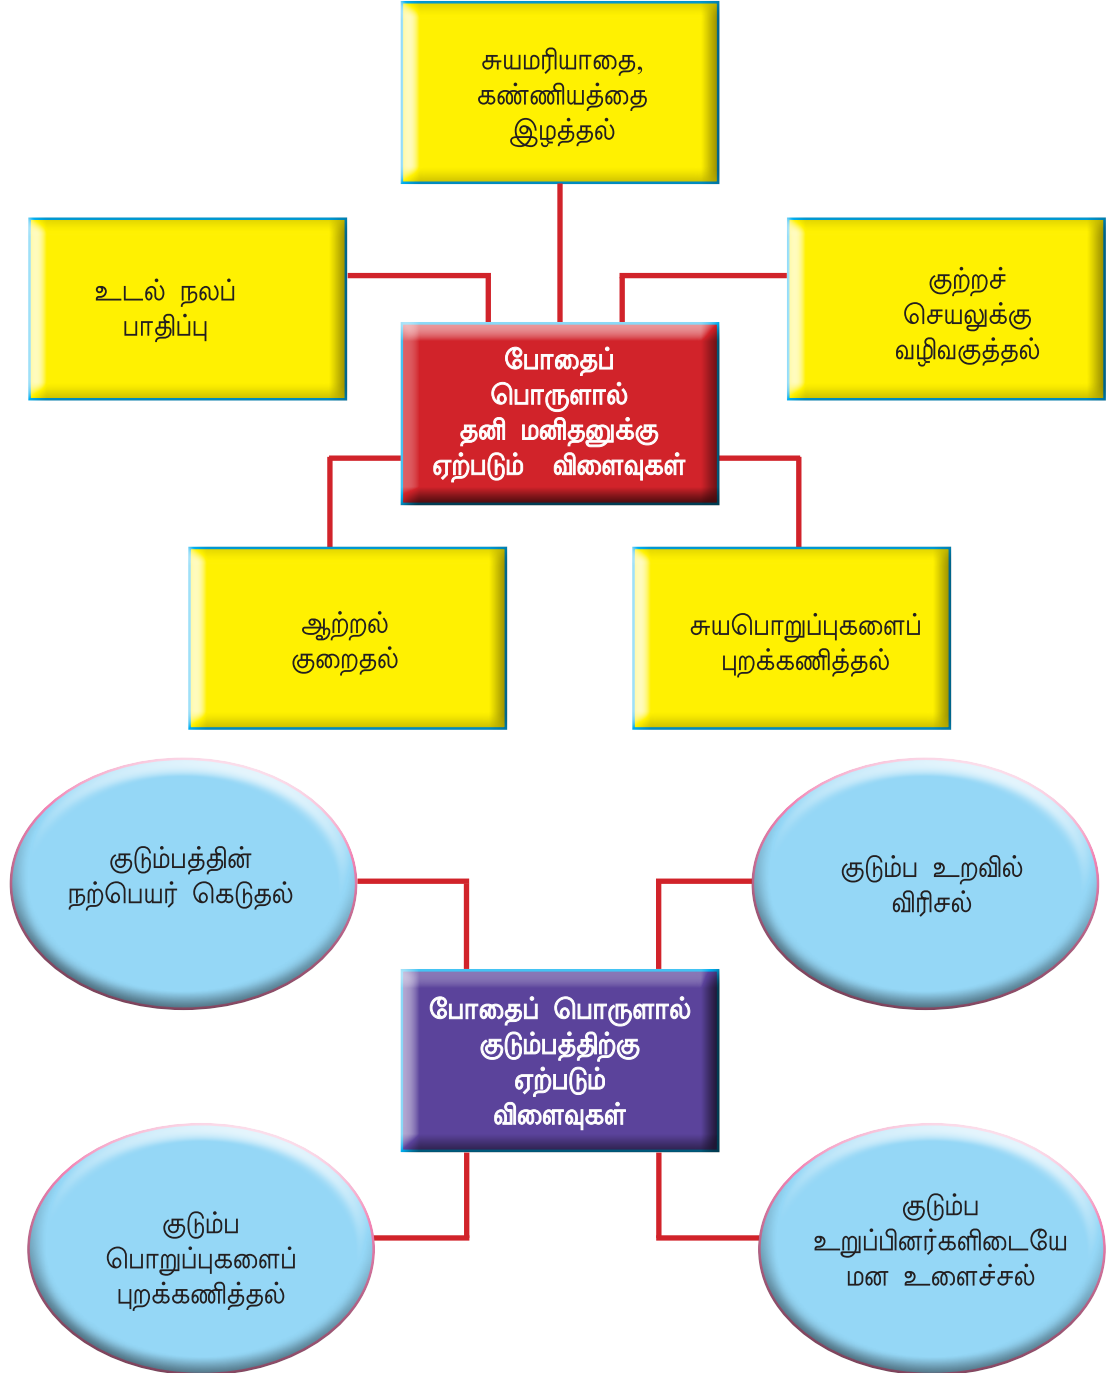 சுயமரியாதை,
கண்ணியத்தை
இழத்தல்
உடல் நலப்
பாதிப்பு
குற்றச்
செயலுக்கு
வழிவகுத்தல்
போதைப்
பொருளால்
தனி மனிதனுக்கு
ஏற்படும் விளைவுகள்
ஆற்றல்
குறைதல்
சுயபொறுப்புகளைப்
புறக்கணித்தல்
குடும்பத்தின்
நற்பெயர் கெடுதல்
குடும்ப உறவில்
விரிசல்
போதைப் பொருளால்
குடும்பத்திற்கு
ஏற்படும்
விளைவுகள்
குடும்ப
பொறுப்புகளைப்
புறக்கணித்தல்
குடும்ப
உறுப்பினர்களிடையே
மன உளைச்சல்